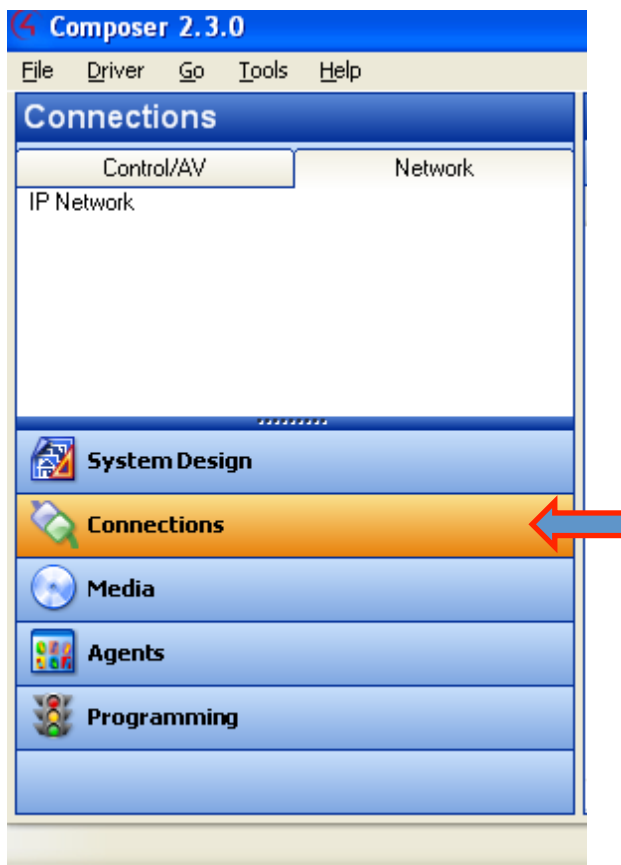 Composer 2.3.0
File Driver Go Tools Help
Connections
Control/AV Network
IP Network
System Design
Connections
Media
Agents
Programming